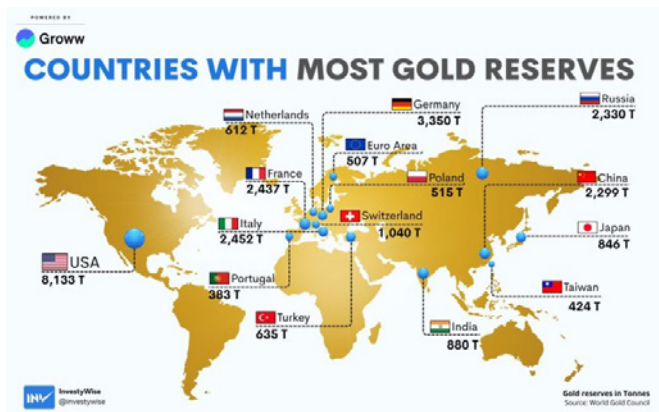 POWERED BY
Groww
COUNTRIES WITH MOST GOLD RESERVES
Netherlands
612 T
Germany
3,350 T
Russia
2,330 T
Euro Area
507 T
France
2,437 T
Poland
515 T
China
2,299 T
Italy
2,452 T
Switzerland
1,040 T
Japan
846 T
USA
8,133 T
Portugal
383 T
Taiwan
424 T
Turkey
635 T
India
880 T
INV
InvestyWise
@investywise
Gold reserves in Tonnes
Source: World Gold Council